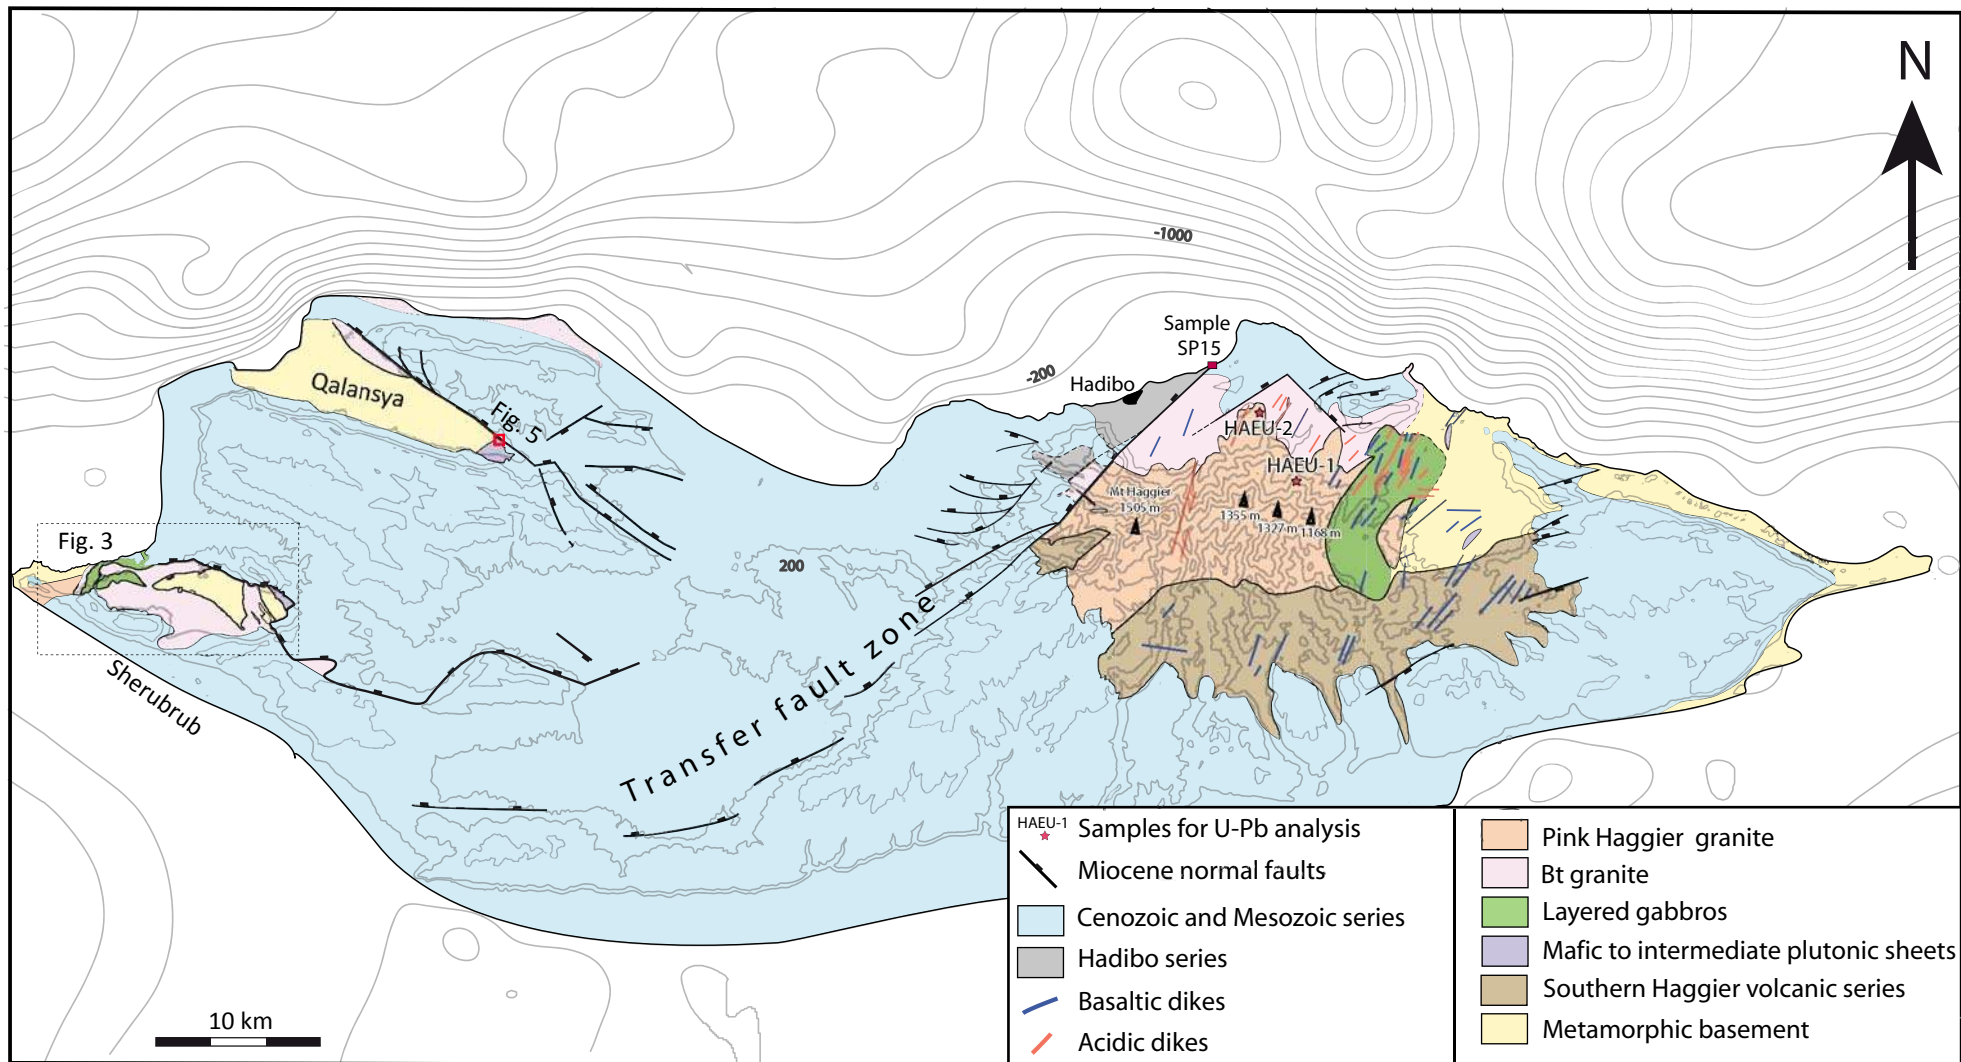 N
-1000
Sample
SP15
-200
Hadibo
Qalansya
Fig. 5
HAEU-2
HAEU-1
Mt Haggier
1505 m
1355 m
1327 m
1168 m
Fig. 3
200
Sherubrub
Transfer fault zone
10 km
HAEU-1
Samples for U-Pb analysis
Miocene normal faults
Cenozoic and Mesozoic series
Hadibo series
Basaltic dikes
Acidic dikes
Pink Haggier granite
Bt granite
Layered gabbros
Mafic to intermediate plutonic sheets
Southern Haggier volcanic series
Metamorphic basement